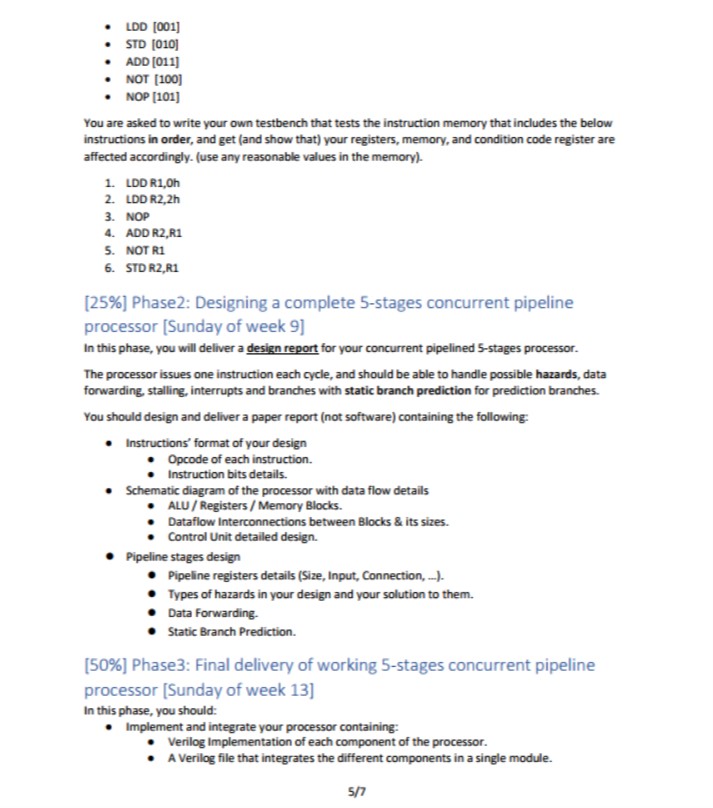 • LDD [001]
• STD [010]
• ADD [011]
• NOT [100]
• NOP [101]
You are asked to write your own testbench that tests the instruction memory that includes the below
instructions in order, and get (and show that) your registers, memory, and condition code register are
affected accordingly. (use any reasonable values in the memory).
1. LDD R1,0h
2. LDD R2,2h
3. NOP
4. ADD R2,R1
5. NOT R1
6. STD R2,R1
[25%] Phase2: Designing a complete 5-stages concurrent pipeline
processor [Sunday of week 9]
In this phase, you will deliver a design report for your concurrent pipelined 5-stages processor.
The processor issues one instruction each cycle, and should be able to handle possible hazards, data
forwarding, stalling, interrupts and branches with static branch prediction for prediction branches.
You should design and deliver a paper report (not software) containing the following:
• Instructions' format of your design
• Opcode of each instruction.
• Instruction bits details.
• Schematic diagram of the processor with data flow details
• ALU / Registers / Memory Blocks.
• Dataflow Interconnections between Blocks & its sizes.
• Control Unit detailed design.
• Pipeline stages design
• Pipeline registers details (Size, Input, Connection, …).
• Types of hazards in your design and your solution to them.
• Data Forwarding.
• Static Branch Prediction.
[50%] Phase3: Final delivery of working 5-stages concurrent pipeline
processor [Sunday of week 13]
In this phase, you should:
• Implement and integrate your processor containing:
• Verilog Implementation of each component of the processor.
• A Verilog file that integrates the different components in a single module.
5/7